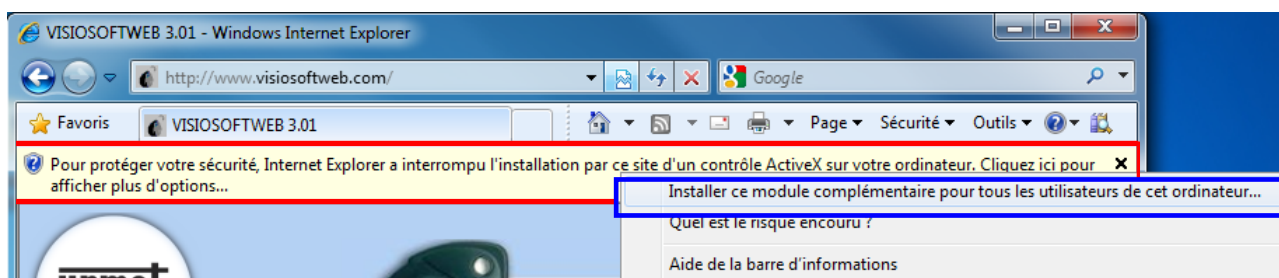 VISIOSOFTWEB 3.01 - Windows Internet Explorer
http://www.visiosoftweb.com/
Google
Favoris
VISIOSOFTWEB 3.01
Page
Sécurité
Outils
Pour protéger votre sécurité, Internet Explorer a interrompu l'installation par ce site d'un contrôle ActiveX sur votre ordinateur. Cliquez ici pour
afficher plus d'options...
Installer ce module complémentaire pour tous les utilisateurs de cet ordinateur...
Quel est le risque encouru ?
Aide de la barre d'informations